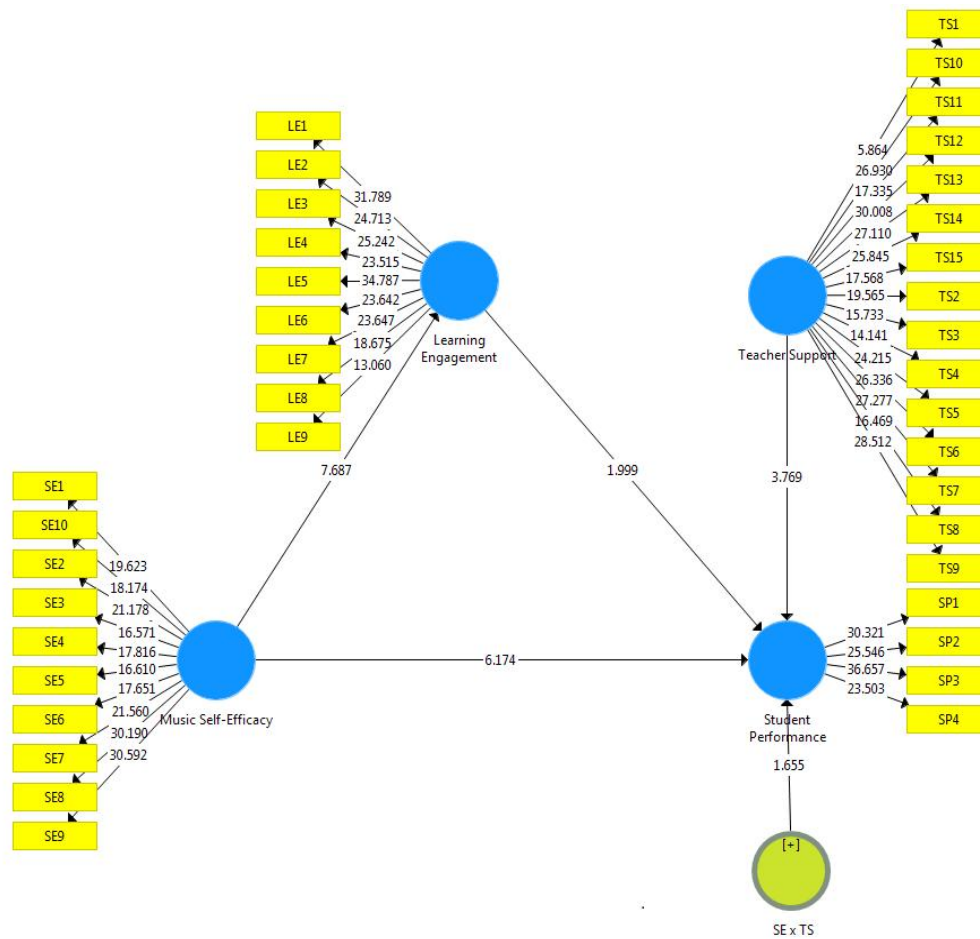 TS1
TS10
TS11
TS12
TS13
TS14
TS15
TS2
TS3
TS4
TS5
TS6
TS7
TS8
TS9
5.864
26.930
17.335
30.008
27.110
25.845
17.568
19.565
15.733
14.141
24.215
26.336
27.277
16.469
28.512
Teacher Support
LE1
LE2
LE3
LE4
LE5
LE6
LE7
LE8
LE9
31.789
24.713
25.242
23.515
34.787
23.642
23.647
18.675
13.060
Learning
Engagement
7.687
1.999
3.769
SE1
SE10
SE2
SE3
SE4
SE5
SE6
SE7
SE8
SE9
19.623
18.174
21.178
16.571
17.816
16.610
17.651
21.560
30.190
30.592
Music Self-Efficacy
6.174
SP1
SP2
SP3
SP4
30.321
25.546
36.657
23.503
Student
Performance
1.655
[+]
SE x TS